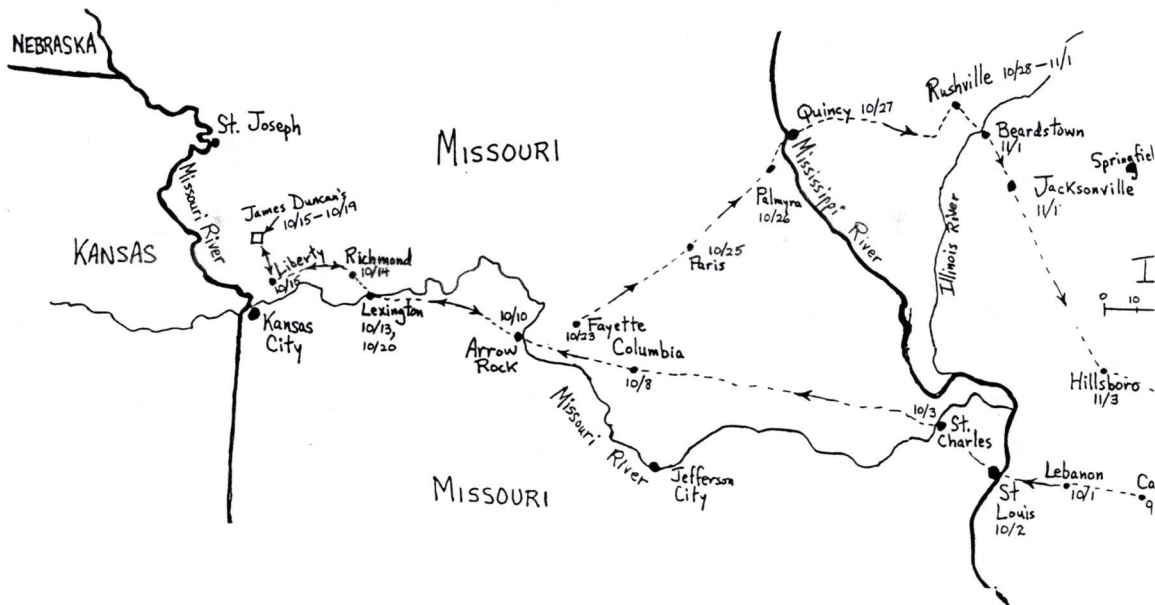 NEBRASKA
St. Joseph
MISSOURI
Missouri
River
James Duncan's
10/15–10/19
KANSAS
Liberty
10/15
Richmond
10/14
Lexington
10/13,
10/20
Kansas
City
10/10
Arrow
Rock
10/23
Fayette
Columbia
10/8
Missouri
River
MISSOURI
Jefferson
City
Paris
10/25
Palmyra
10/26
Quincy 10/27
Mississippi
River
Rushville 10/28–11/1
Beardstown
11/1
Springfiel
Jacksonville
11/1
Illinois River
I
0 10
Hillsboro
11/3
10/3
St.
Charles
St
Louis
10/2
Lebanon
10/1
Ca
9